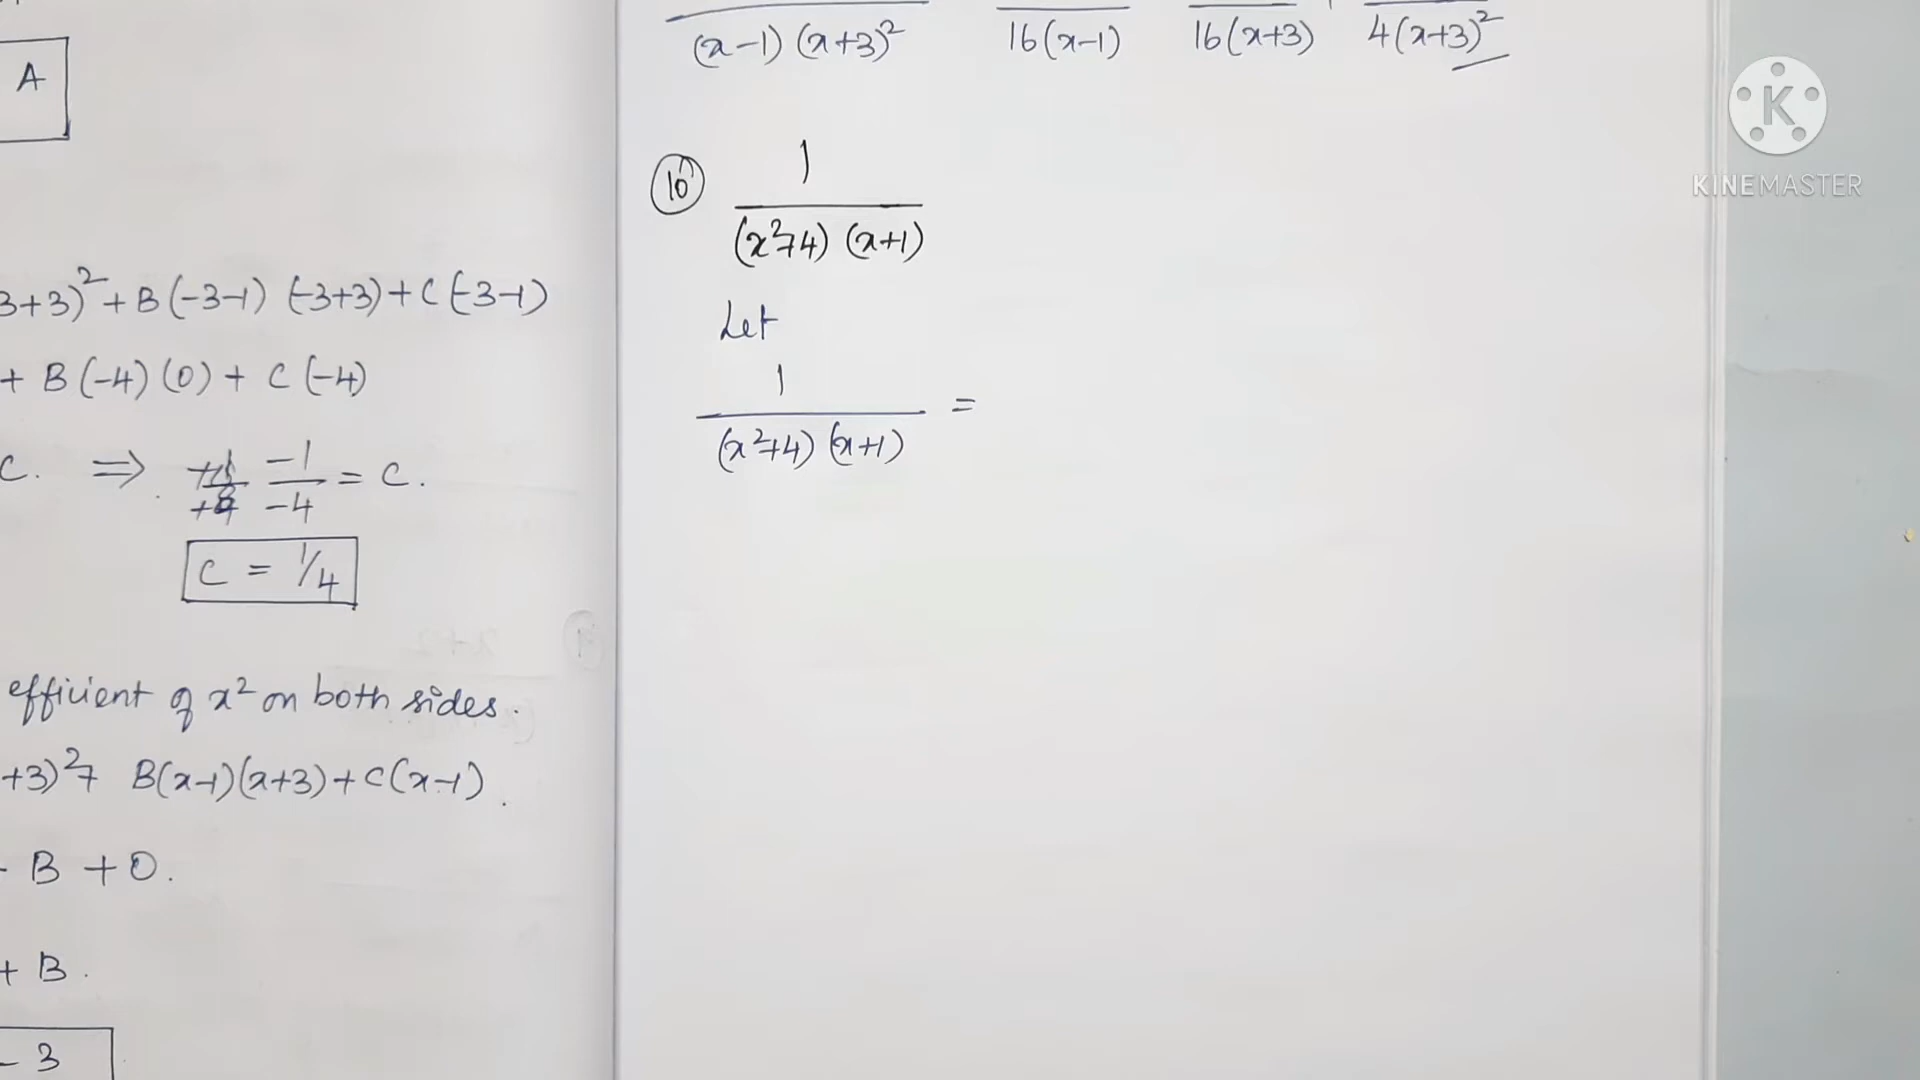 A
3+3)² + B(-3-1) (-3+3) + C(-3-1)
+ B(-4)(0) + C(-4)
C. ⇒ -1/-4 = C.
C = 1/4
efficient of x² on both sides.
+3)² + B(x-1)(x+3) + C(x-1).
- B + 0.
+ B.
- 3
(x-1) (x+3)² 16(x-1) 16(x+3) 4(x+3)²
10
1
(x²+4) (x+1)
Let
1
(x²+4) (x+1) =
K
KINEMASTER